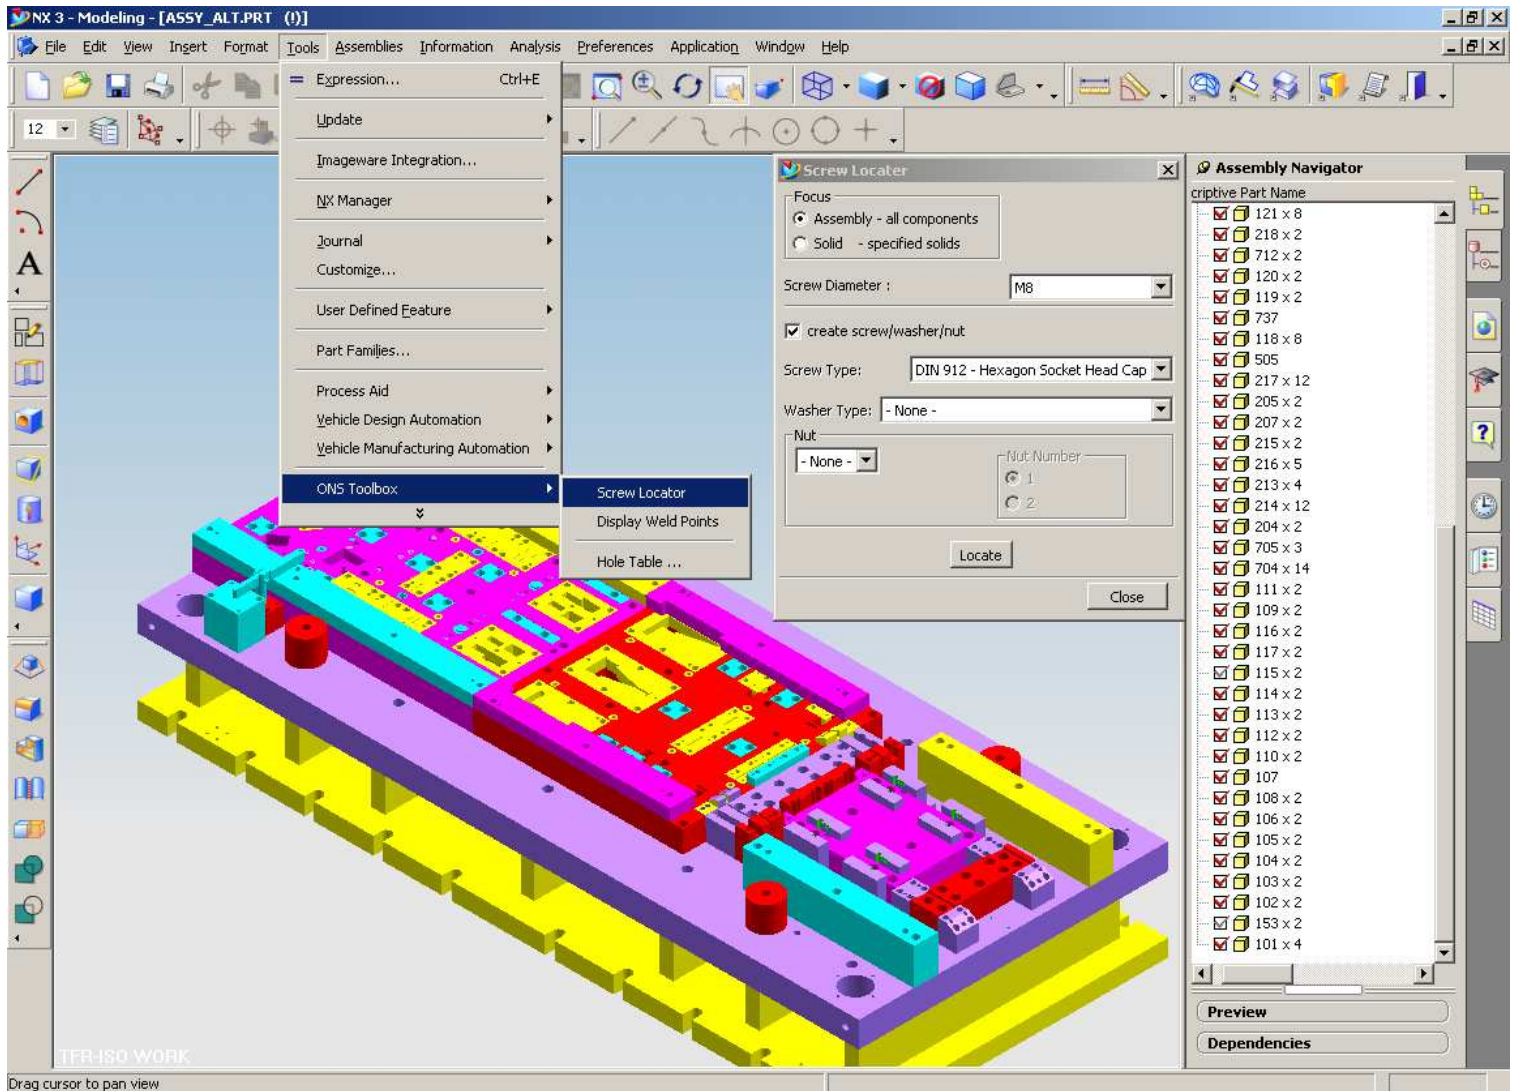 NX 3 - Modeling - [ASSY_ALT.PRT (!)]
File Edit View Insert Format Tools Assemblies Information Analysis Preferences Application Window Help
12
Expression... Ctrl+E
Update
Imageware Integration...
NX Manager
Journal
Customize...
User Defined Feature
Part Families...
Process Aid
Vehicle Design Automation
Vehicle Manufacturing Automation
ONS Toolbox
Screw Locator
Display Weld Points
Hole Table ...
Screw Locater
Focus
Assembly - all components
Solid - specified solids
Screw Diameter : M8
create screw/washer/nut
Screw Type: DIN 912 - Hexagon Socket Head Cap
Washer Type: - None -
Nut
- None -
Nut Number
1
2
Locate
Close
Assembly Navigator
criptive Part Name
121 x 8
218 x 2
712 x 2
120 x 2
119 x 2
737
118 x 8
505
217 x 12
205 x 2
207 x 2
215 x 2
216 x 5
213 x 4
214 x 12
204 x 2
705 x 3
704 x 14
111 x 2
109 x 2
116 x 2
117 x 2
115 x 2
114 x 2
113 x 2
112 x 2
110 x 2
107
108 x 2
106 x 2
105 x 2
104 x 2
103 x 2
102 x 2
153 x 2
101 x 4
Preview
Dependencies
TFR-ISO WORK
Drag cursor to pan view